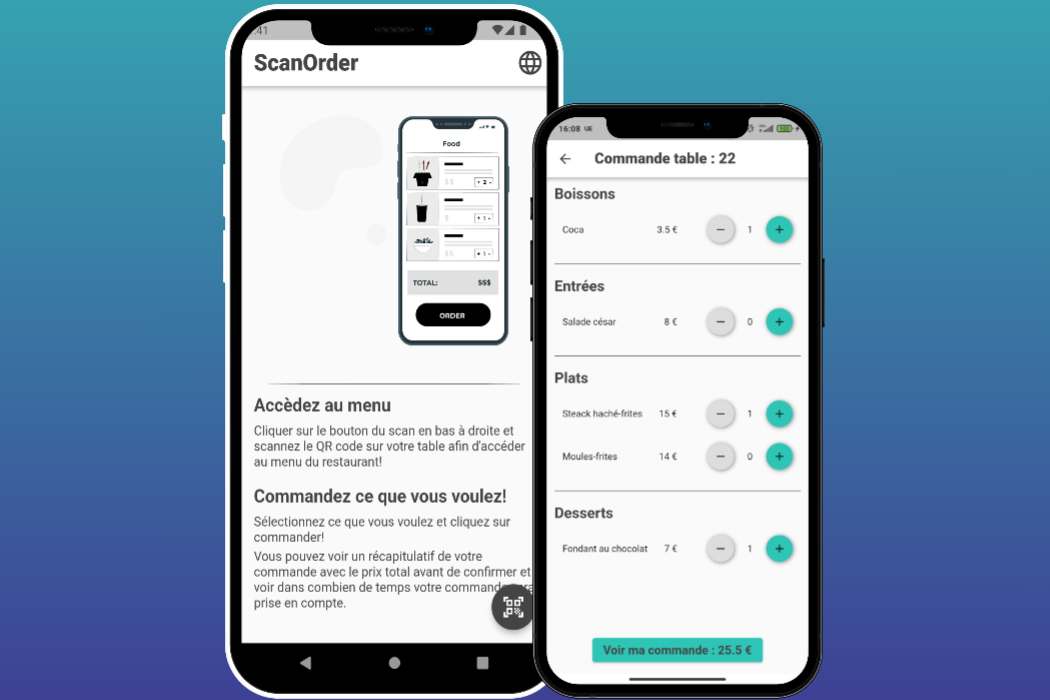 :41
ScanOrder
Food
$$
+ 2 -
$
+ 1 -
$$
+ 1 -
TOTAL:
$$$
ORDER
Accèdez au menu
Cliquer sur le bouton du scan en bas à droite et
scannez le QR code sur votre table afin d'accéder
au menu du restaurant!
Commandez ce que vous voulez!
Sélectionnez ce que vous voulez et cliquez sur
commander!
Vous pouvez voir un récapitulatif de votre
commande avec le prix total avant de confirmer et
voir dans combien de temps votre commande
prise en compte.
16:08
Commande table : 22
Boissons
Coca 3.5 € − 1 +
Entrées
Salade césar 8 € − 0 +
Plats
Steack haché-frites 15 € − 1 +
Moules-frites 14 € − 0 +
Desserts
Fondant au chocolat 7 € − 1 +
Voir ma commande : 25.5 €